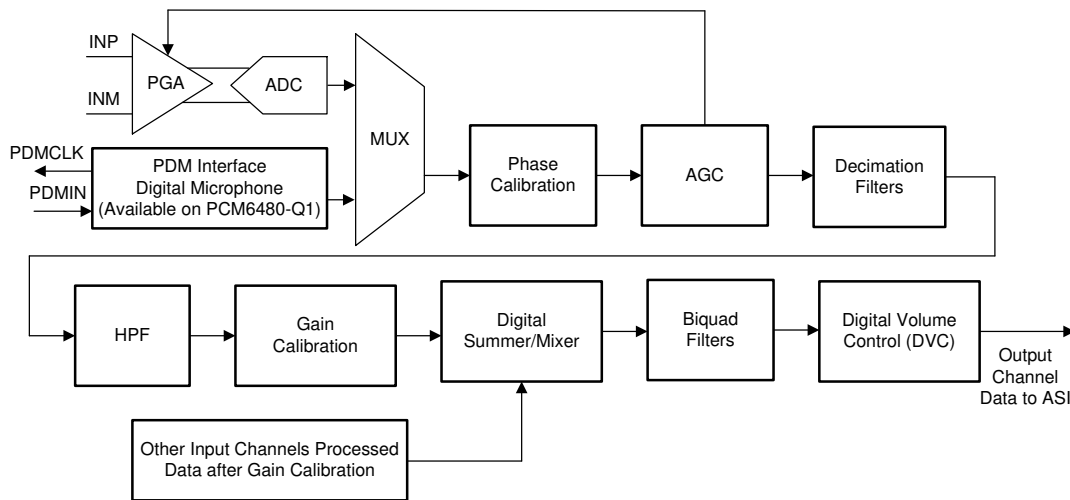 INP
PGA
ADC
INM
MUX
PDMCLK
PDMIN
PDM Interface
Digital Microphone
(Available on PCM6480-Q1)
Phase
Calibration
AGC
Decimation
Filters
HPF
Gain
Calibration
Digital
Summer/Mixer
Biquad
Filters
Digital Volume
Control (DVC)
Output
Channel
Data to ASI
Other Input Channels Processed
Data after Gain Calibration